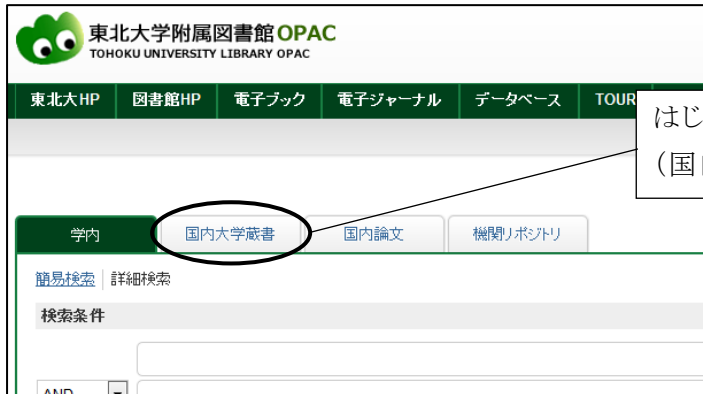 東北大学附属図書館OPAC
TOHOKU UNIVERSITY LIBRARY OPAC
東北大HP 図書館HP 電子ブック 電子ジャーナル データベース TOUR
はじ
（国
学内 国内大学蔵書 国内論文 機関リポジトリ
簡易検索 詳細検索
検索条件
AND